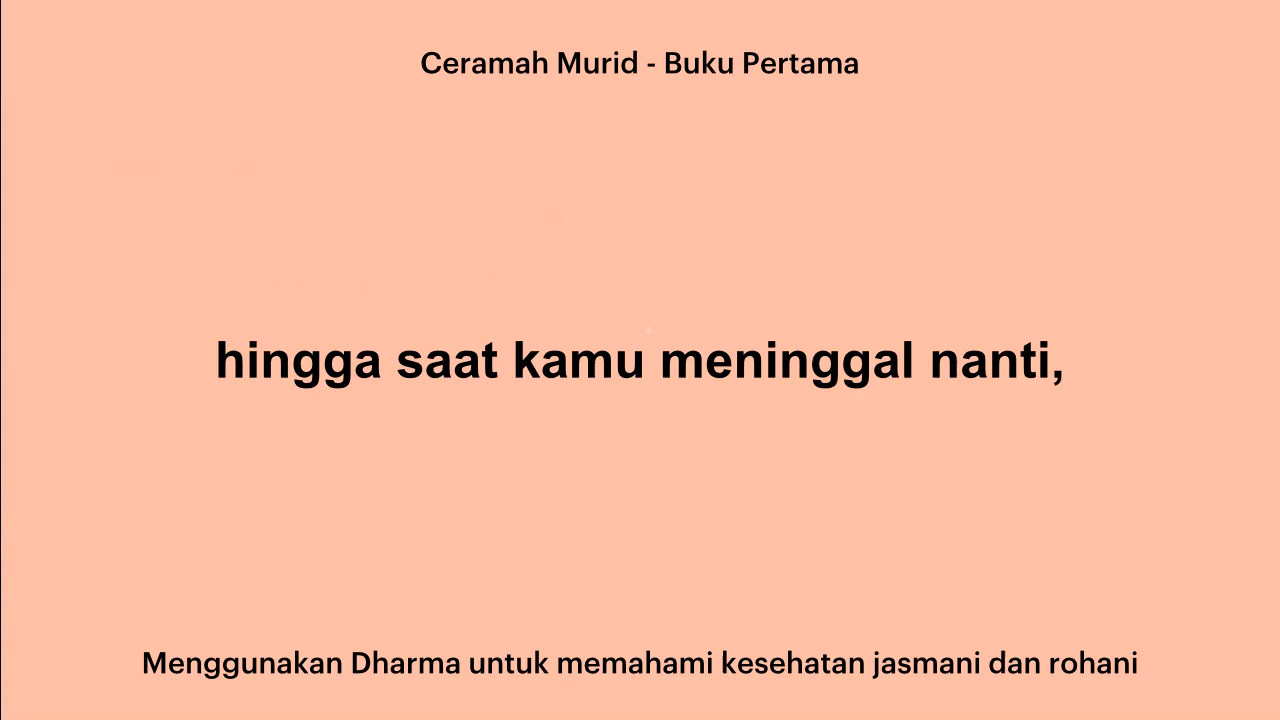 Ceramah Murid - Buku Pertama
hingga saat kamu meninggal nanti,
Menggunakan Dharma untuk memahami kesehatan jasmani dan rohani